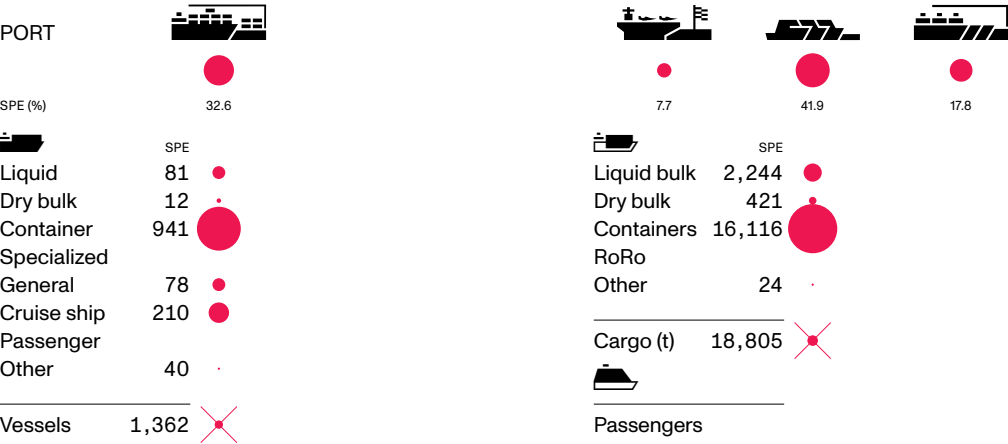 PORT
SPE (%) 32.6 7.7 41.9 17.8
SPE SPE
Liquid 81 Liquid bulk 2,244
Dry bulk 12 Dry bulk 421
Container 941 Containers 16,116
Specialized RoRo
General 78 Other 24
Cruise ship 210
Passenger Cargo (t) 18,805
Other 40
Vessels 1,362 Passengers